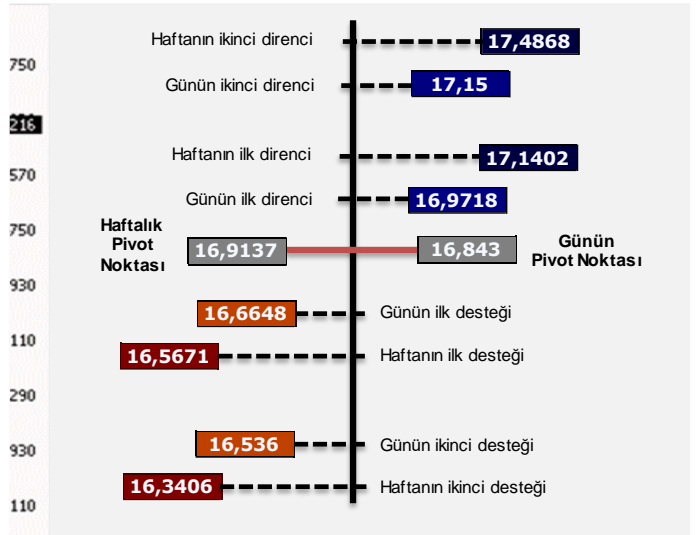 Haftanın ikinci direnci
17,4868
750
Günün ikinci direnci
17,15
216
Haftanın ilk direnci
17,1402
570
Günün ilk direnci
16,9718
750
Haftalık
Pivot
Noktası
16,9137
16,843
Günün
Pivot Noktası
930
16,6648
Günün ilk desteği
110
16,5671
Haftanın ilk desteği
290
930
16,536
Günün ikinci desteği
16,3406
Haftanın ikinci desteği
110